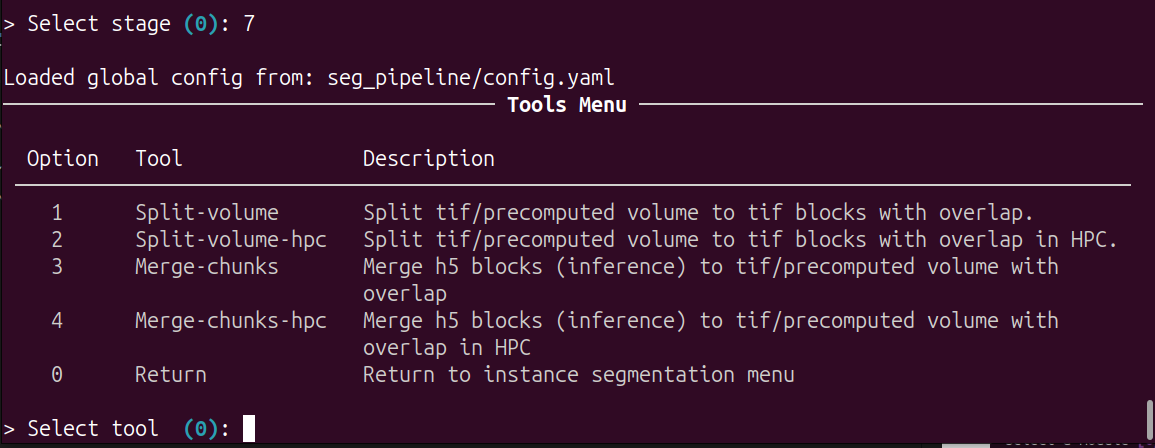 > Select stage (0): 7
Loaded global config from: seg_pipeline/config.yaml
Tools Menu
Option Tool Description
1 Split-volume Split tif/precomputed volume to tif blocks with overlap.
2 Split-volume-hpc Split tif/precomputed volume to tif blocks with overlap in HPC.
3 Merge-chunks Merge h5 blocks (inference) to tif/precomputed volume with
overlap
4 Merge-chunks-hpc Merge h5 blocks (inference) to tif/precomputed volume with
overlap in HPC
0 Return Return to instance segmentation menu
> Select tool (0):